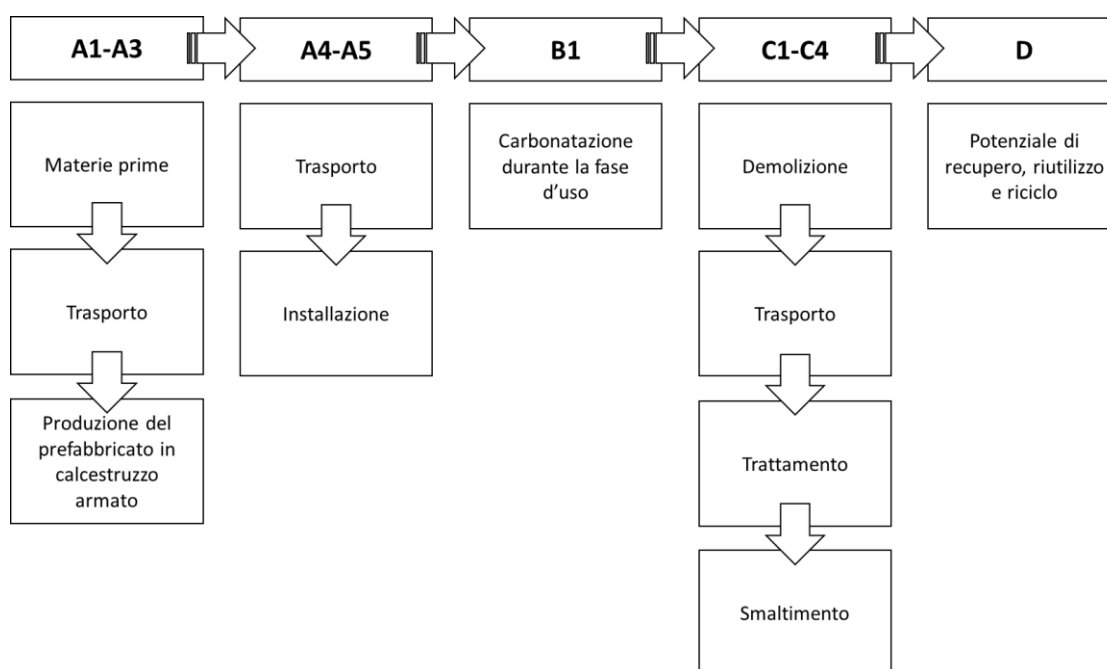 A1-A3
A4-A5
B1
C1-C4
D
Materie prime
Trasporto
Produzione del
prefabbricato in
calcestruzzo
armato
Trasporto
Installazione
Carbonatazione
durante la fase
d'uso
Demolizione
Trasporto
Trattamento
Smaltimento
Potenziale di
recupero, riutilizzo
e riciclo